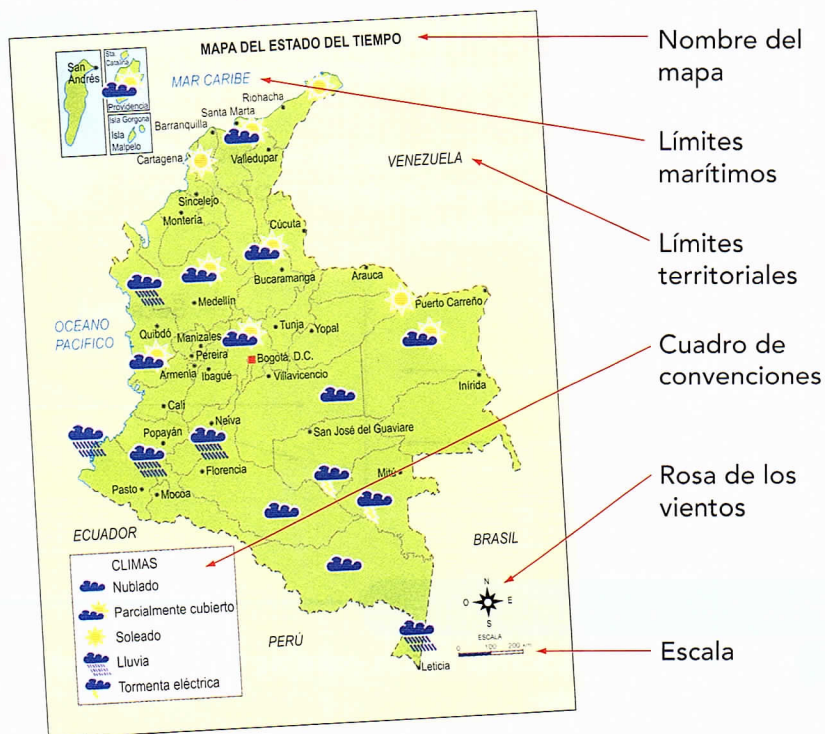 MAPA DEL ESTADO DEL TIEMPO
San
Andrés
Sta.
Catalina
Providencia
Isla Gorgona
Isla
Malpelo
MAR CARIBE
Riohacha
Santa Marta
Barranquilla
Cartagena
Valledupar
VENEZUELA
Sincelejo
Montería
Cúcuta
Bucaramanga
Arauca
Puerto Carreño
Medellín
OCEANO
PACIFICO
Quibdó
Manizales
Tunja
Yopal
Pereira
Bogotá, D.C.
Armenia
Ibagué
Villavicencio
Inírida
Cali
Neiva
Popayán
San José del Guaviare
Florencia
Mitú
Pasto
Mocoa
ECUADOR
BRASIL
CLIMAS
Nublado
Parcialmente cubierto
Soleado
Lluvia
Tormenta eléctrica
PERÚ
N
O
E
S
ESCALA
0 100 200 km
Leticia
Nombre del
mapa
Límites
marítimos
Límites
territoriales
Cuadro de
convenciones
Rosa de los
vientos
Escala